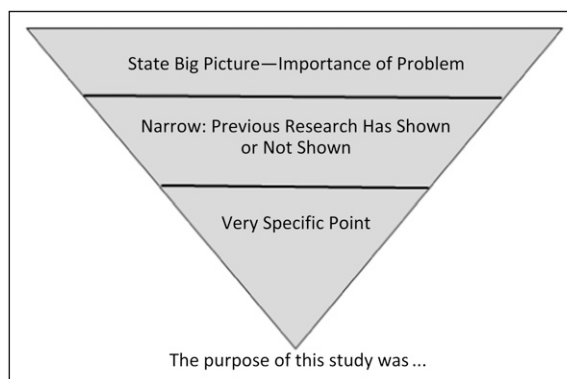 State Big Picture—Importance of Problem
Narrow: Previous Research Has Shown
or Not Shown
Very Specific Point
The purpose of this study was ...